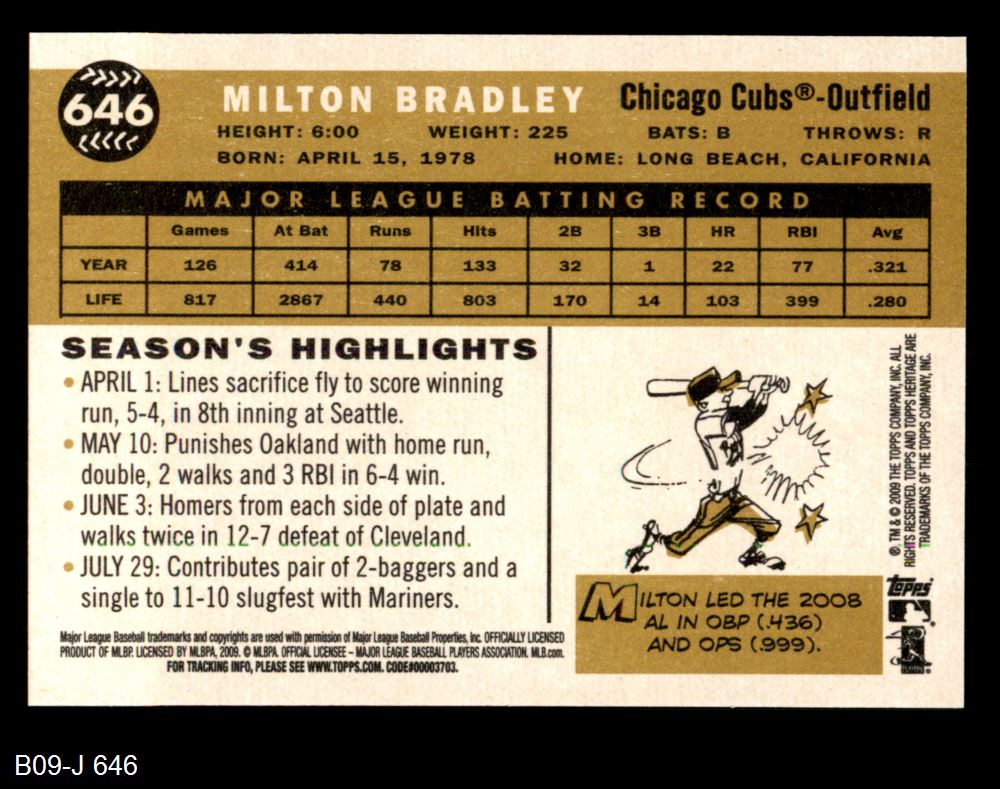 646
MILTON BRADLEY Chicago Cubs®-Outfield
HEIGHT: 6:00 WEIGHT: 225 BATS: B THROWS: R
BORN: APRIL 15, 1978 HOME: LONG BEACH, CALIFORNIA
MAJOR LEAGUE BATTING RECORD
Games At Bat Runs Hits 2B 3B HR RBI Avg
YEAR 126 414 78 133 32 1 22 77 .321
LIFE 817 2867 440 803 170 14 103 399 .280
SEASON'S HIGHLIGHTS
• APRIL 1: Lines sacrifice fly to score winning
run, 5-4, in 8th inning at Seattle.
• MAY 10: Punishes Oakland with home run,
double, 2 walks and 3 RBI in 6-4 win.
• JUNE 3: Homers from each side of plate and
walks twice in 12-7 defeat of Cleveland.
• JULY 29: Contributes pair of 2-baggers and a
single to 11-10 slugfest with Mariners.
Major League Baseball trademarks and copyrights are used with permission of Major League Baseball Properties, Inc. OFFICIALLY LICENSED
PRODUCT OF MLBP. LICENSED BY MLBPA, 2009. © MLBPA. OFFICIAL LICENSEE – MAJOR LEAGUE BASEBALL PLAYERS ASSOCIATION. MLB.com.
FOR TRACKING INFO, PLEASE SEE WWW.TOPPS.COM. CODE#00003703.
MILTON LED THE 2008
AL IN OBP (.436)
AND OPS (.999).
®, TM & © 2009 THE TOPPS COMPANY, INC. ALL
RIGHTS RESERVED. TOPPS AND TOPPS HERITAGE ARE
TRADEMARKS OF THE TOPPS COMPANY, INC.
topps
B09-J 646